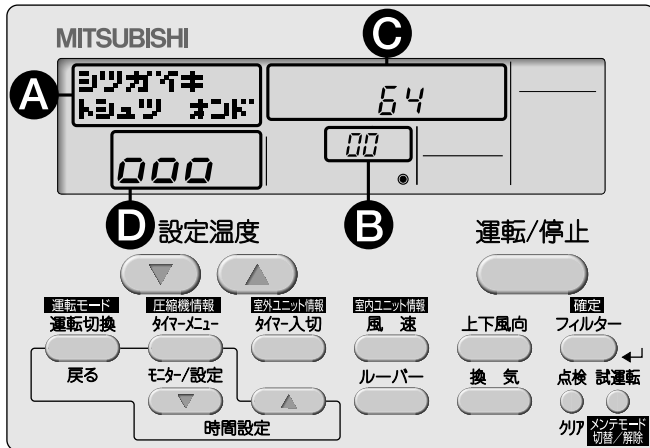 MITSUBISHI
C
A
シツガイキ
トシュツ オンド
64
000
00
D
B
設定温度
運転/停止
運転モード
圧縮機情報
室外ユニット情報
室内ユニット情報
確定
運転切換
タイマーメニュー
タイマー入切
風 速
上下風向
フィルター
戻る
モニター/設定
ルーバー
換 気
点検
試運転
時間設定
クリア
メンテモード
切替/解除